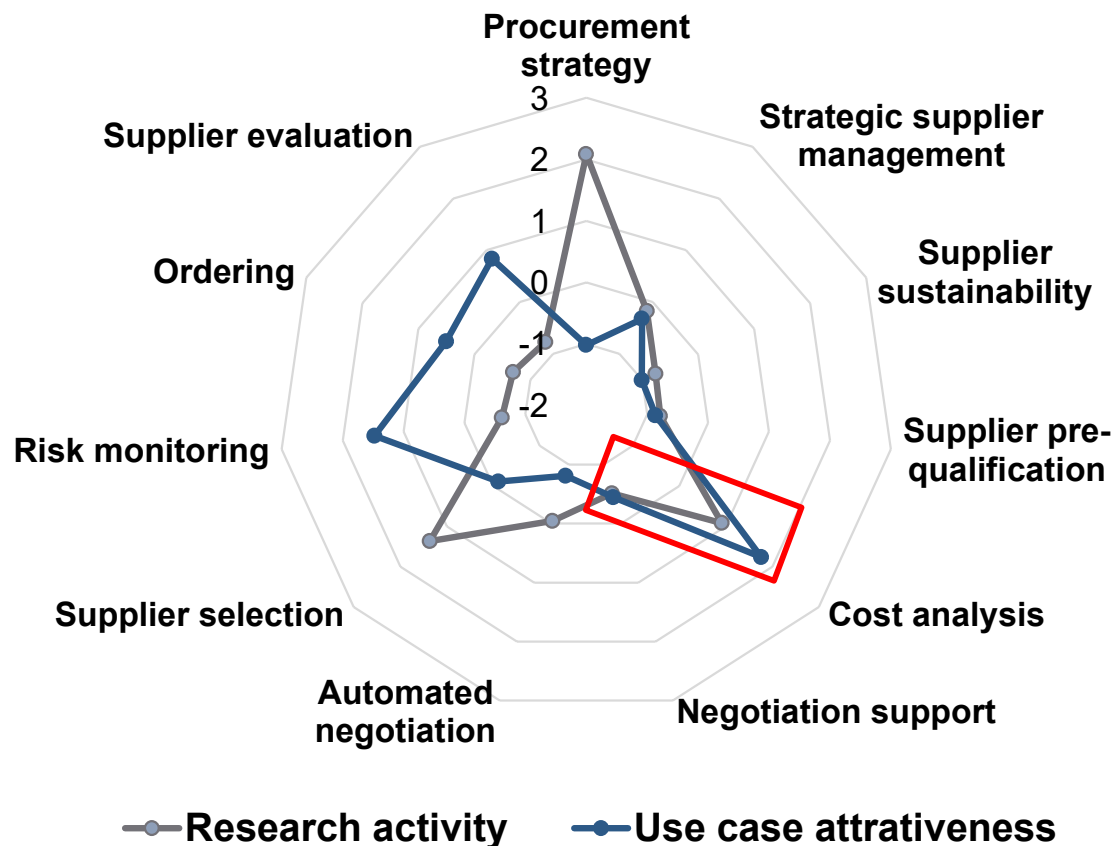 Procurement
strategy
Strategic supplier
management
Supplier
sustainability
Supplier pre-
qualification
Cost analysis
Negotiation support
Automated
negotiation
Supplier selection
Risk monitoring
Ordering
Supplier evaluation
3
2
1
0
-1
-2
Research activity
Use case attrativeness